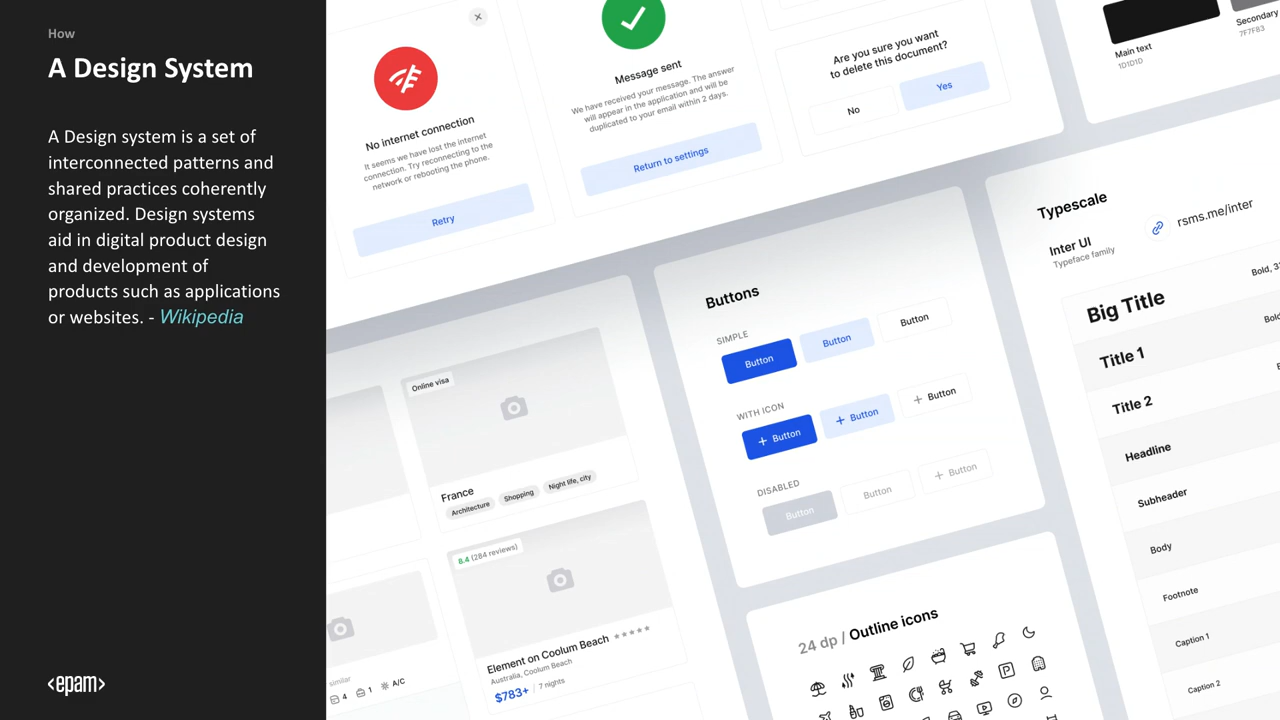 How
A Design System
A Design system is a set of
interconnected patterns and
shared practices coherently
organized. Design systems
aid in digital product design
and development of
products such as applications
or websites. - Wikipedia
<epam>
No internet connection
It seems we have lost the internet
connection. Try reconnecting to the
network or rebooting the phone.
Retry
Message sent
We have received your message. The answer
will appear in the application and will be
duplicated to your email within 2 days.
Return to settings
Are you sure you want
to delete this document?
No
Yes
Main text
1D1D1D
Secondary
7F7F83
Online visa
France
Architecture
Shopping
Night life, city
8.4 (284 reviews)
Element on Coolum Beach
Australia, Coolum Beach
$783+ / 7 nights
similar
4
1
A/C
Buttons
SIMPLE
Button
Button
Button
WITH ICON
+ Button
+ Button
+ Button
DISABLED
Button
Button
+ Button
24 dp / Outline icons
P
Typescale
Inter UI
Typeface family
rsms.me/inter
Big Title
Bold, 3
Title 1
Bold
Title 2
Headline
Subheader
Body
Footnote
Caption 1
Caption 2